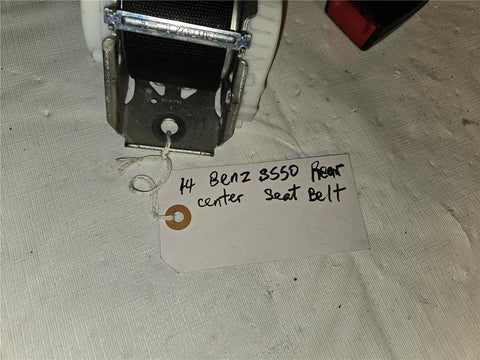 14 Benz S550 Rear
center Seat Belt